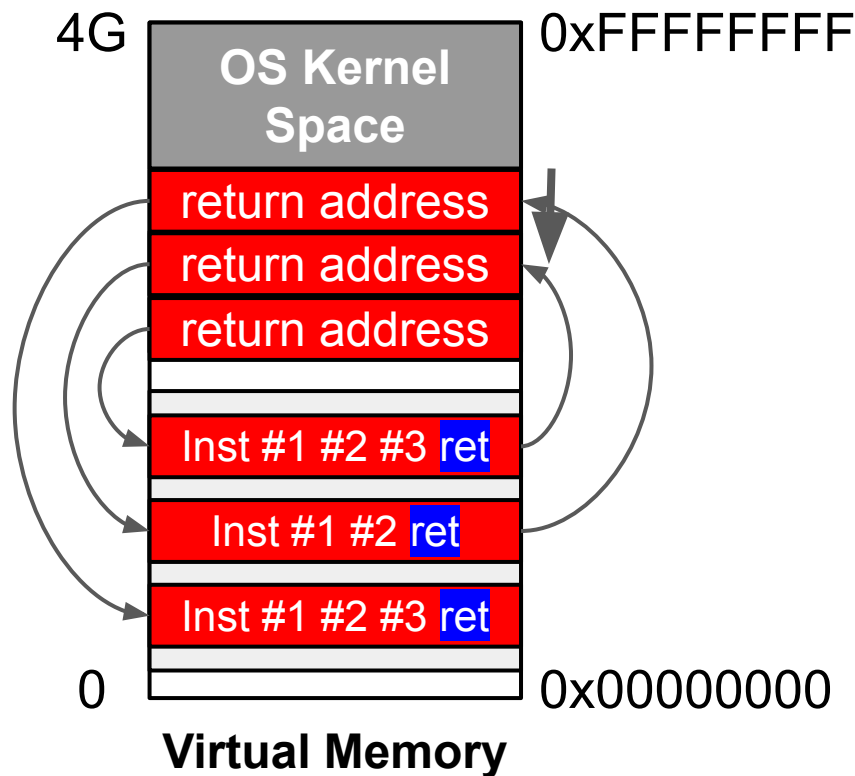 4G
0xFFFFFFFF
OS Kernel
Space
return address
return address
return address
Inst #1 #2 #3 ret
Inst #1 #2 ret
Inst #1 #2 #3 ret
0
0x00000000
Virtual Memory